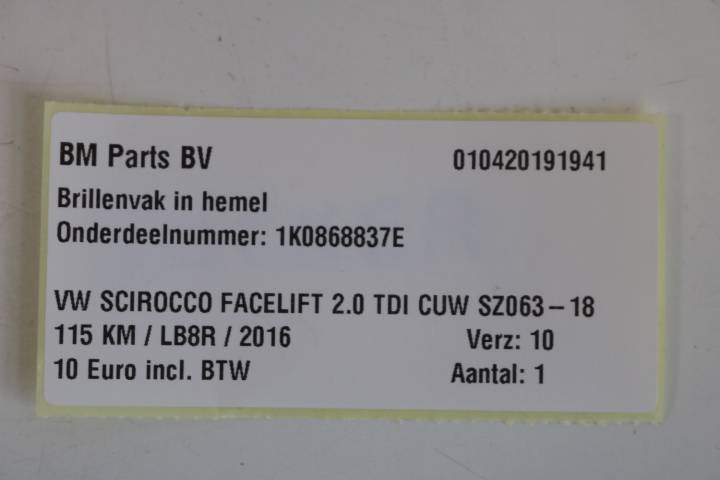 BM Parts BV 010420191941
Brillenvak in hemel
Onderdeelnummer: 1K0868837E
VW SCIROCCO FACELIFT 2.0 TDI CUW SZ063-18
115 KM / LB8R / 2016 Verz: 10
10 Euro incl. BTW Aantal: 1